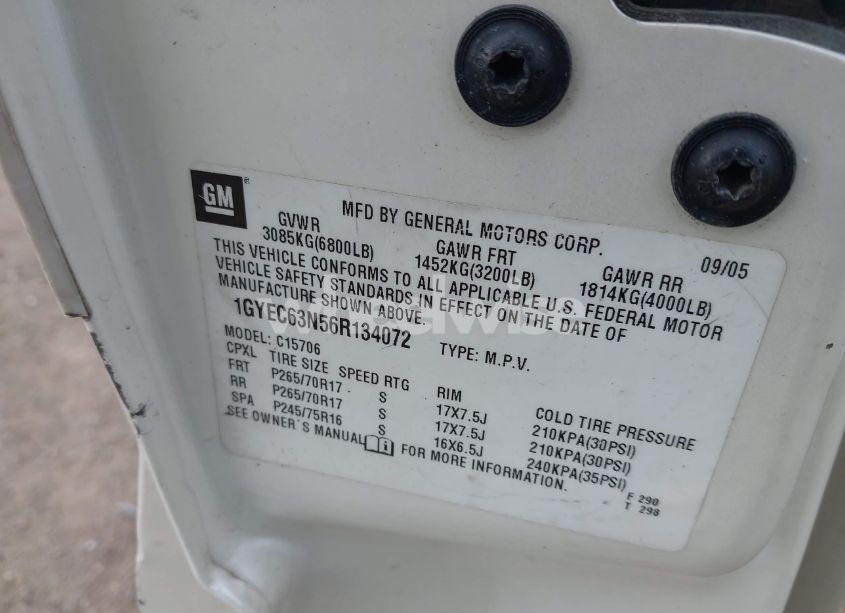 GM
MFD BY GENERAL MOTORS CORP. 09/05
GVWR GAWR FRT GAWR RR
3085KG(6800LB) 1452KG(3200LB) 1814KG(4000LB)
THIS VEHICLE CONFORMS TO ALL APPLICABLE U.S. FEDERAL MOTOR
VEHICLE SAFETY STANDARDS IN EFFECT ON THE DATE OF
MANUFACTURE SHOWN ABOVE.
1GYEC63N56R134072 TYPE: M.P.V.
MODEL: C15706
CPXL TIRE SIZE SPEED RTG RIM COLD TIRE PRESSURE
FRT P265/70R17 S 17X7.5J 210KPA(30PSI)
RR P265/70R17 S 17X7.5J 210KPA(30PSI)
SPA P245/75R16 S 16X6.5J 240KPA(35PSI)
SEE OWNER'S MANUAL FOR MORE INFORMATION.
F 290
T 298